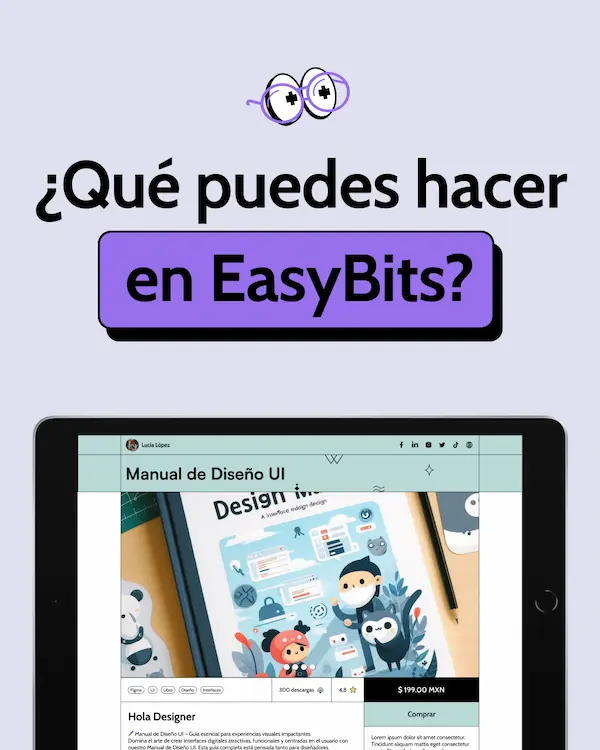 ¿Qué puedes hacer
en EasyBits?
Lucía López
Manual de Diseño UI
Design
A interface edsign design
Figma UI Libro Diseño Interfaces
300 descargas
4.8
$ 199.00 MXN
Comprar
Hola Designer
Manual de Diseño UI – Guía esencial para experiencias visuales impactantes
Domina el arte de crear interfaces digitales atractivas, funcionales y centradas en el usuario con
nuestro Manual de Diseño UI. Esta guía completa está pensada tanto para diseñadores
Lorem ipsum dolor sit amet consectetur.
Tincidunt aliquam mattis eget consectetur